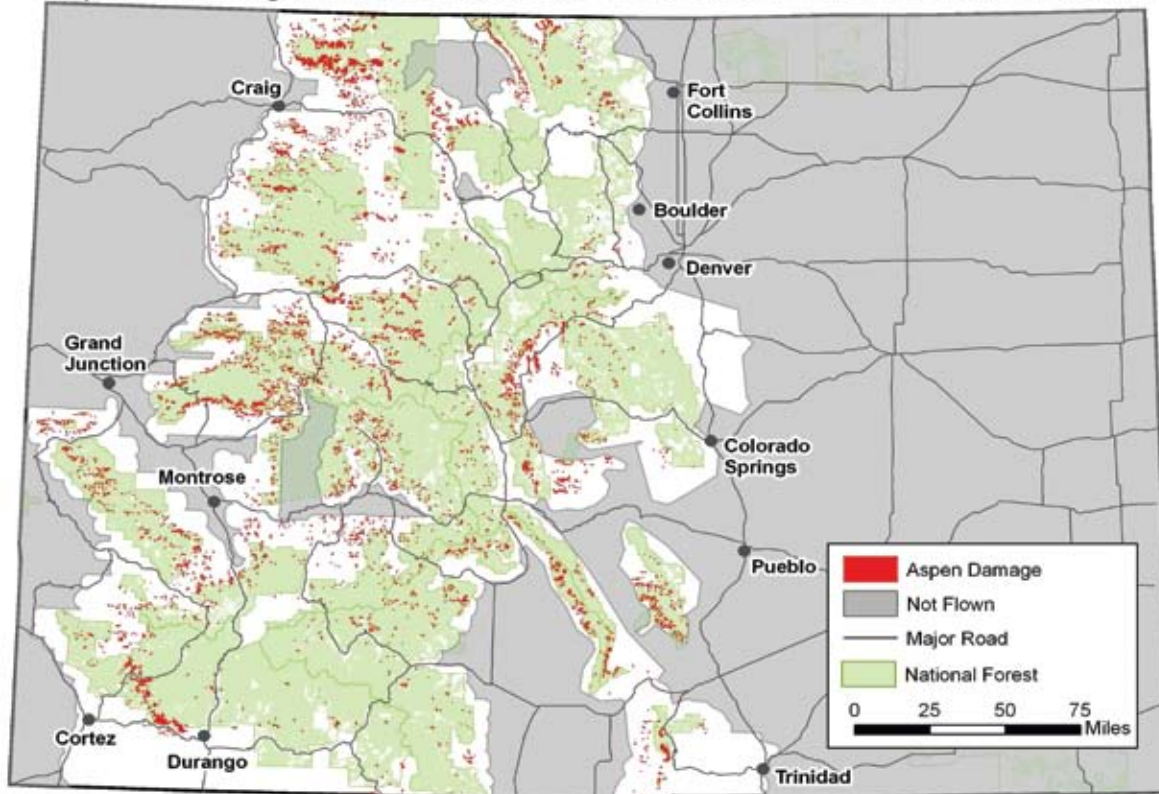 Craig
Fort
Collins
Boulder
Denver
Grand
Junction
Colorado
Springs
Montrose
Pueblo
Aspen Damage
Not Flown
Major Road
National Forest
0 25 50 75
Miles
Cortez
Durango
Trinidad